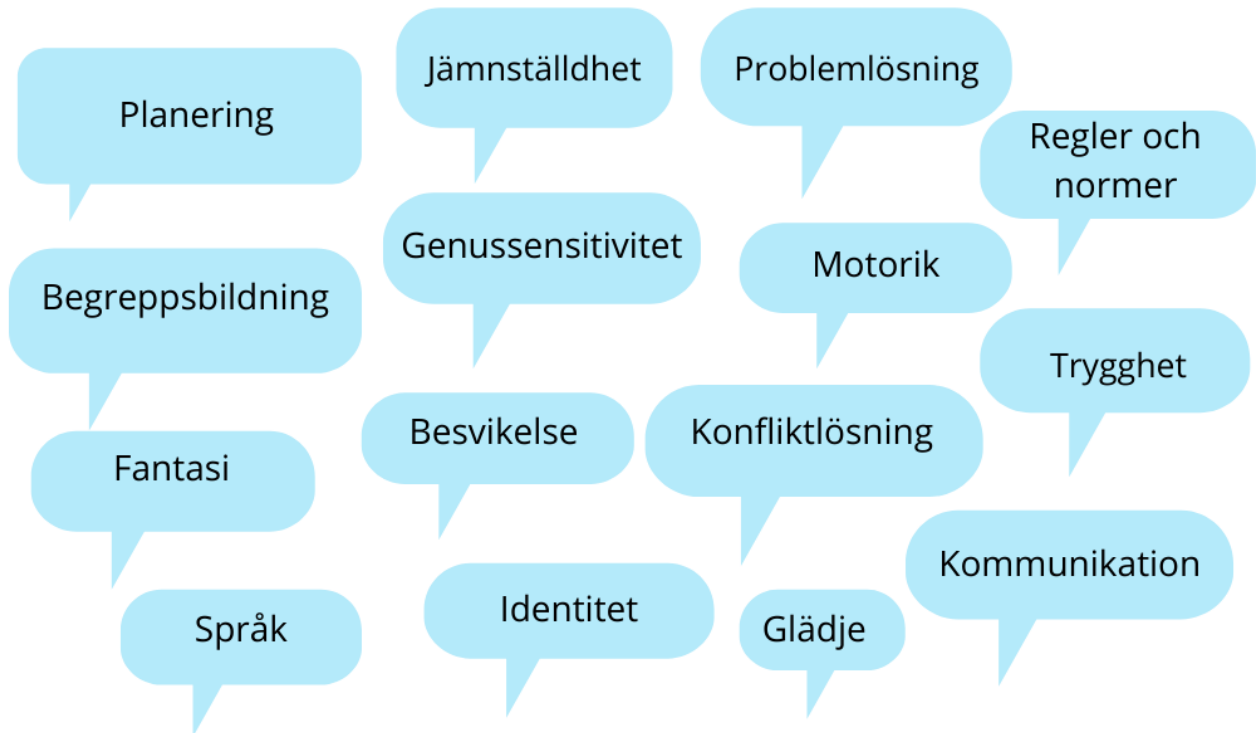 Planering
Jämnställdhet
Problemlösning
Regler och
normer
Begreppsbildning
Genussensitivitet
Motorik
Trygghet
Fantasi
Besvikelse
Konfliktlösning
Kommunikation
Språk
Identitet
Glädje